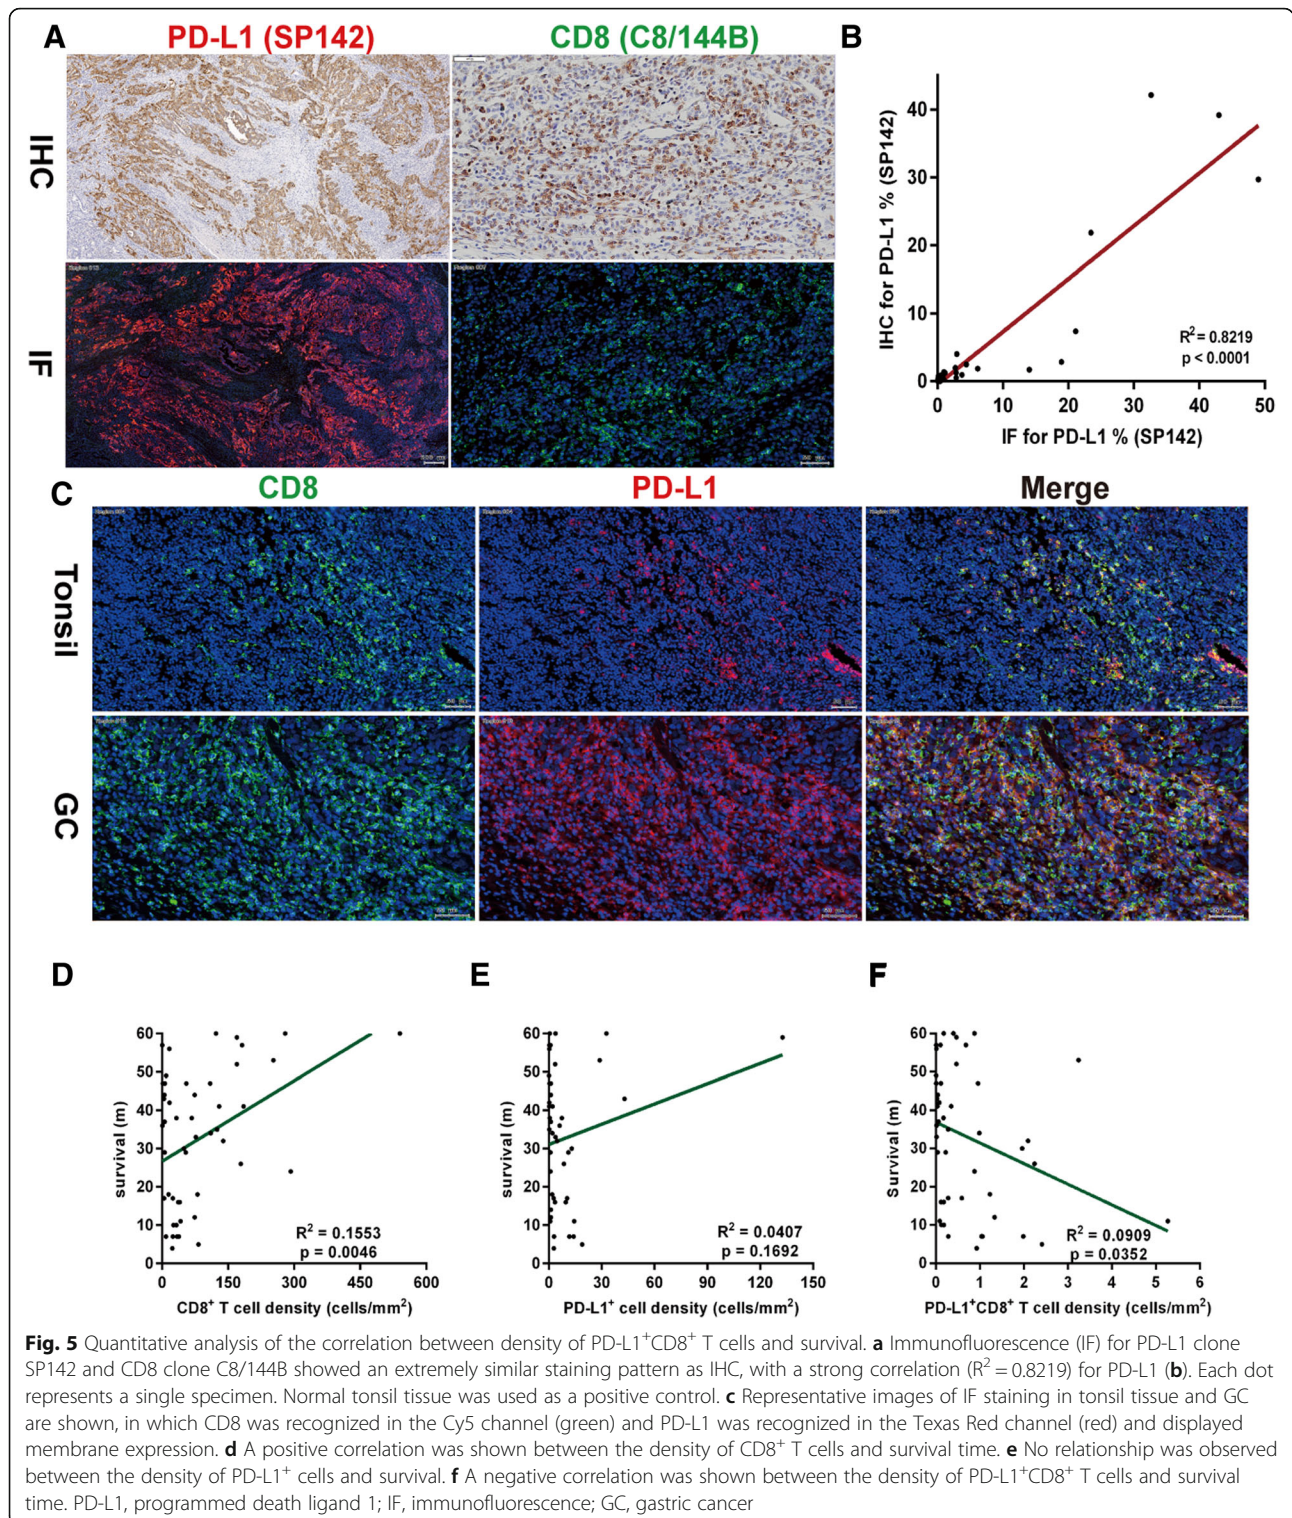 A
PD-L1 (SP142)
CD8 (C8/144B)
IHC
IF
B
IHC for PD-L1 % (SP142)
40
30
20
10
0
0 10 20 30 40 50
IF for PD-L1 % (SP142)
R² = 0.8219
p < 0.0001
C
CD8
PD-L1
Merge
Tonsil
GC
D
survival (m)
60
50
40
30
20
10
0
0 150 300 450 600
R² = 0.1553
p = 0.0046
CD8⁺ T cell density (cells/mm²)
E
survival (m)
60
50
40
30
20
10
0
0 30 60 90 120 150
R² = 0.0407
p = 0.1692
PD-L1⁺ cell density (cells/mm²)
F
Survival (m)
60
50
40
30
20
10
0
0 1 2 3 4 5 6
R² = 0.0909
p = 0.0352
PD-L1⁺CD8⁺ T cell density (cells/mm²)
Fig. 5 Quantitative analysis of the correlation between density of PD-L1⁺CD8⁺ T cells and survival. a Immunofluorescence (IF) for PD-L1 clone
SP142 and CD8 clone C8/144B showed an extremely similar staining pattern as IHC, with a strong correlation (R² = 0.8219) for PD-L1 (b). Each dot
represents a single specimen. Normal tonsil tissue was used as a positive control. c Representative images of IF staining in tonsil tissue and GC
are shown, in which CD8 was recognized in the Cy5 channel (green) and PD-L1 was recognized in the Texas Red channel (red) and displayed
membrane expression. d A positive correlation was shown between the density of CD8⁺ T cells and survival time. e No relationship was observed
between the density of PD-L1⁺ cells and survival. f A negative correlation was shown between the density of PD-L1⁺CD8⁺ T cells and survival
time. PD-L1, programmed death ligand 1; IF, immunofluorescence; GC, gastric cancer